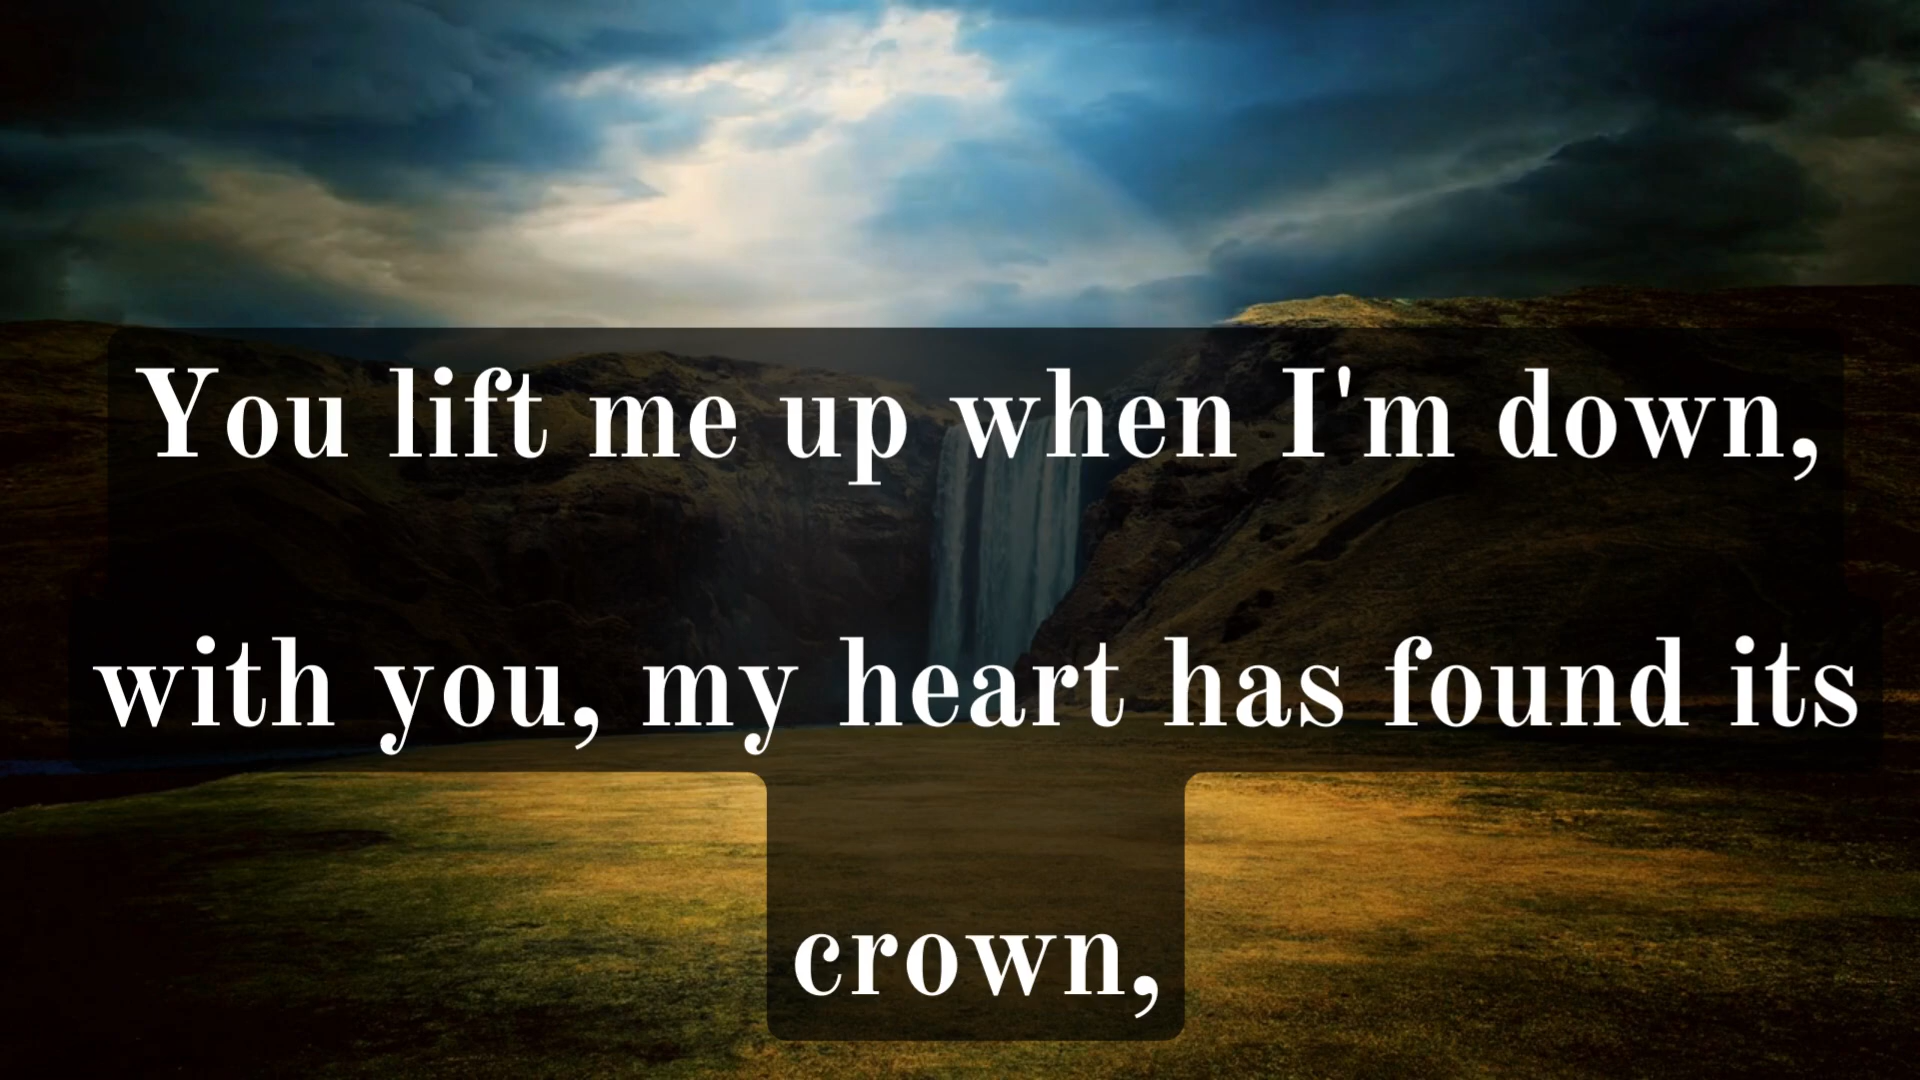 You lift me up when I'm down,
with you, my heart has found its
crown,